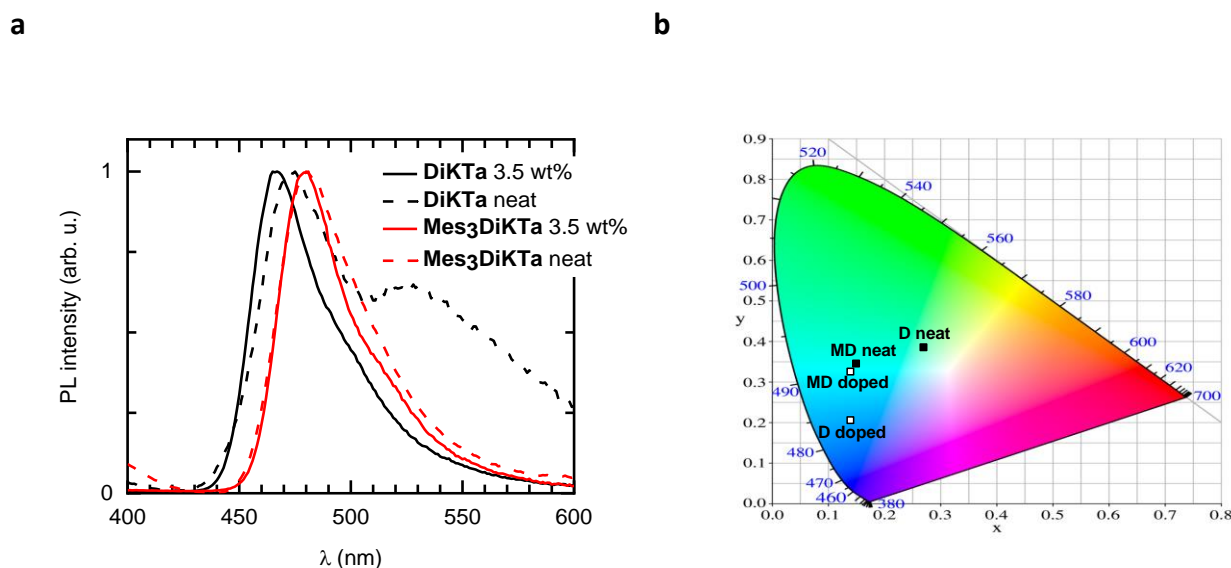 a
b
PL intensity (arb. u.)
1
0
400
450
500
550
600
λ (nm)
DiKTa 3.5 wt%
DiKTa neat
Mes3DiKTa 3.5 wt%
Mes3DiKTa neat
0.9
0.8
0.7
0.6
0.5
0.4
0.3
0.2
0.1
0.0
y
0.0
0.1
0.2
0.3
0.4
0.5
0.6
0.7
0.8
x
520
540
560
500
580
600
620
490
700
480
470
460
380
D neat
MD neat
MD doped
D doped